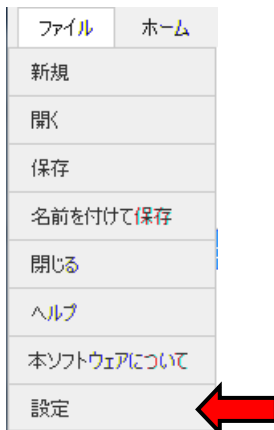 ファイル ホーム
新規
開く
保存
名前を付けて保存
閉じる
ヘルプ
本ソフトウェアについて
設定